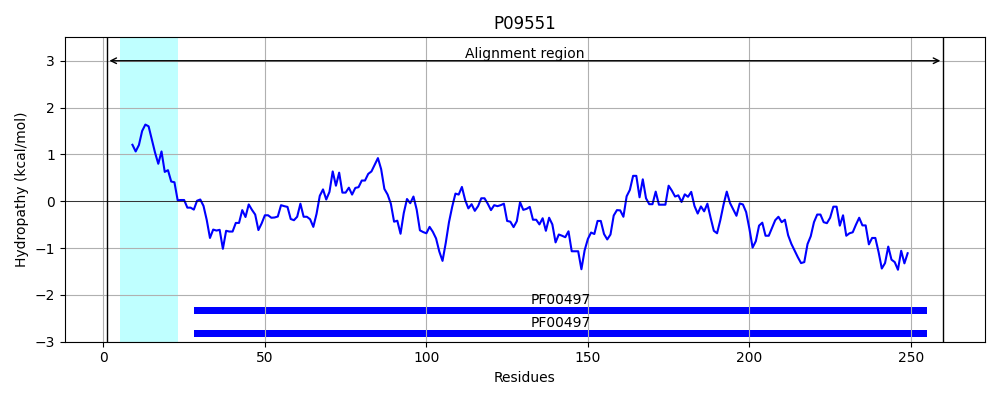 P09551
Alignment region
3
2
1
0
−1
−2
−3
Hydropathy (kcal/mol)
PF00497
PF00497
0
50
100
150
200
250
Residues